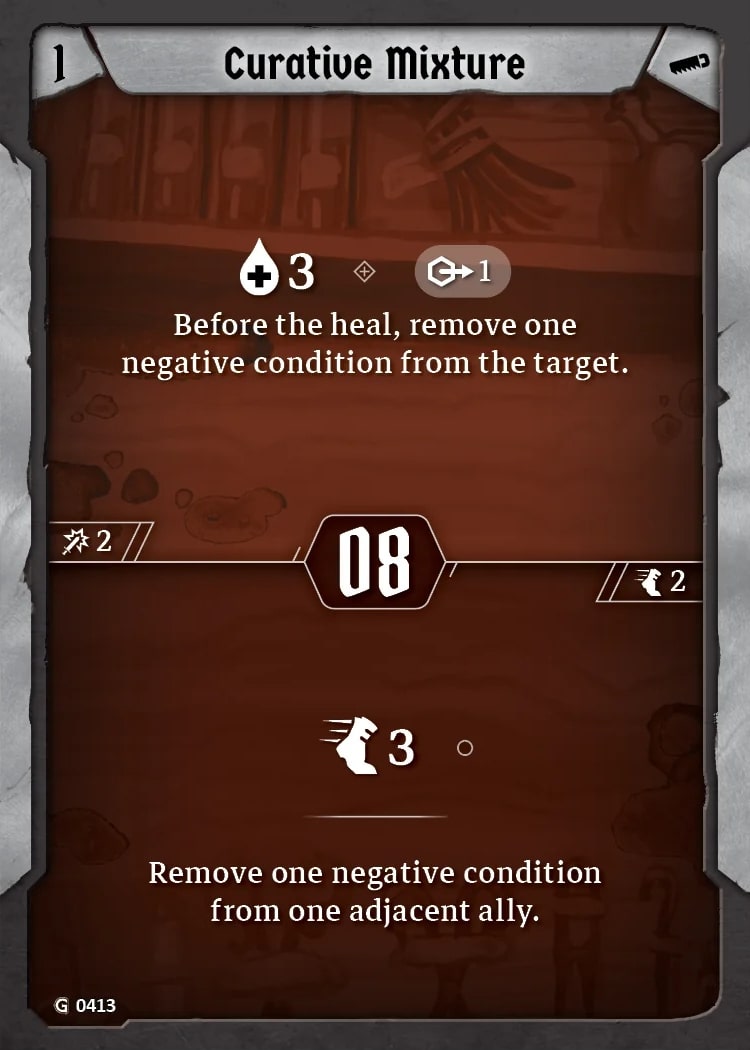 1 Curative Mixture
3 1
Before the heal, remove one
negative condition from the target.
2
08
2
3
Remove one negative condition
from one adjacent ally.
G 0413